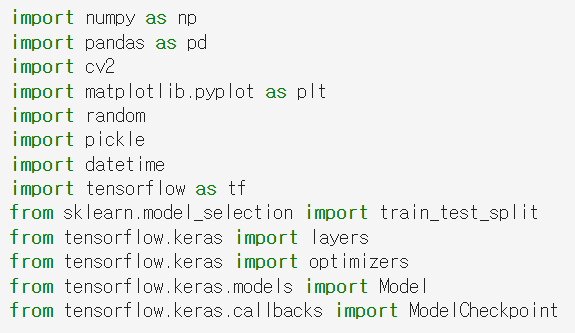 import numpy as np
import pandas as pd
import cv2
import matplotlib.pyplot as plt
import random
import pickle
import datetime
import tensorflow as tf
from sklearn.model_selection import train_test_split
from tensorflow.keras import layers
from tensorflow.keras import optimizers
from tensorflow.keras.models import Model
from tensorflow.keras.callbacks import ModelCheckpoint